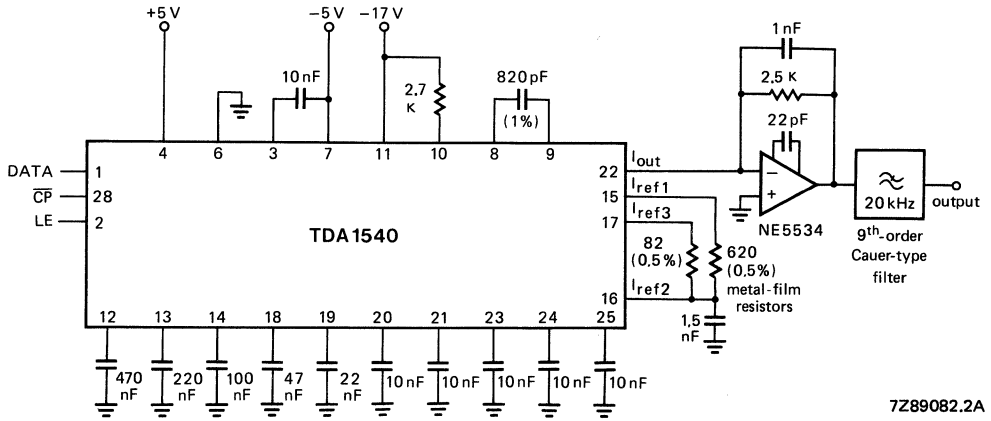 +5 V
−5 V
−17 V
10 nF
2.7
K
820 pF
(1%)
1 nF
2,5 K
22 pF
4
6
3
7
11
10
8
9
DATA
1
CP
28
LE
2
TDA1540
22
Iout
15
Iref1
17
Iref3
16
Iref2
82
(0,5%)
620
(0,5%)
metal-film
resistors
1,5
nF
−
+
NE5534
20 kHz
9th-order
Cauer-type
filter
output
12
13
14
18
19
20
21
23
24
25
470
nF
220
nF
100
nF
47
nF
22
nF
10 nF
10 nF
10 nF
10 nF
10 nF
7Z89082.2A